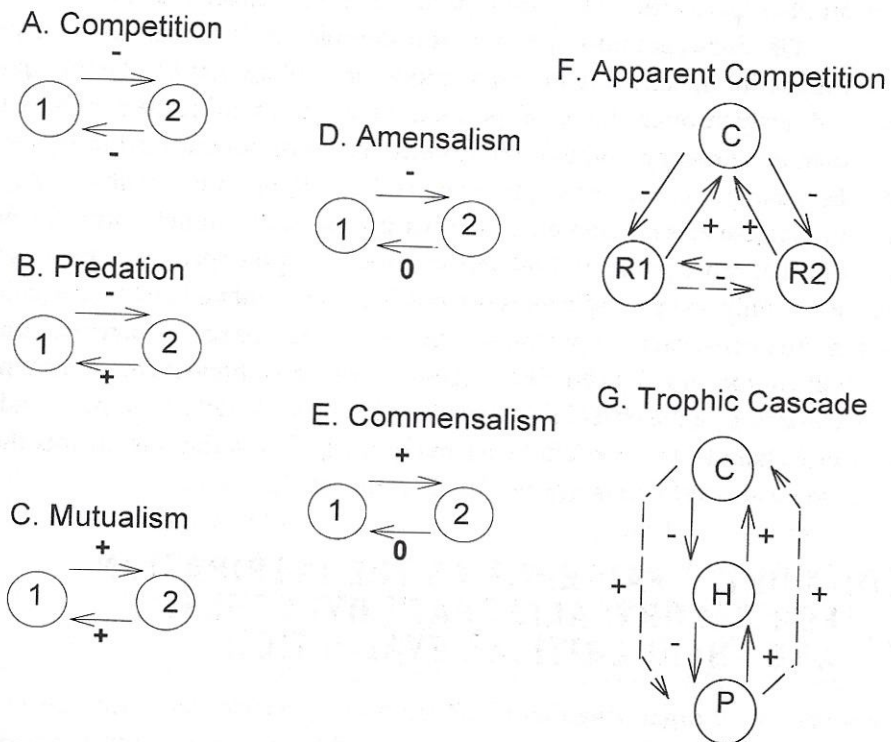 A. Competition
-
1 2
-
B. Predation
-
1 2
+
C. Mutualism
+
1 2
+
D. Amensalism
-
1 2
0
E. Commensalism
+
1 2
0
F. Apparent Competition
C
- -
+ +
R1 R2
-
G. Trophic Cascade
C
- +
+ +
H
- +
P